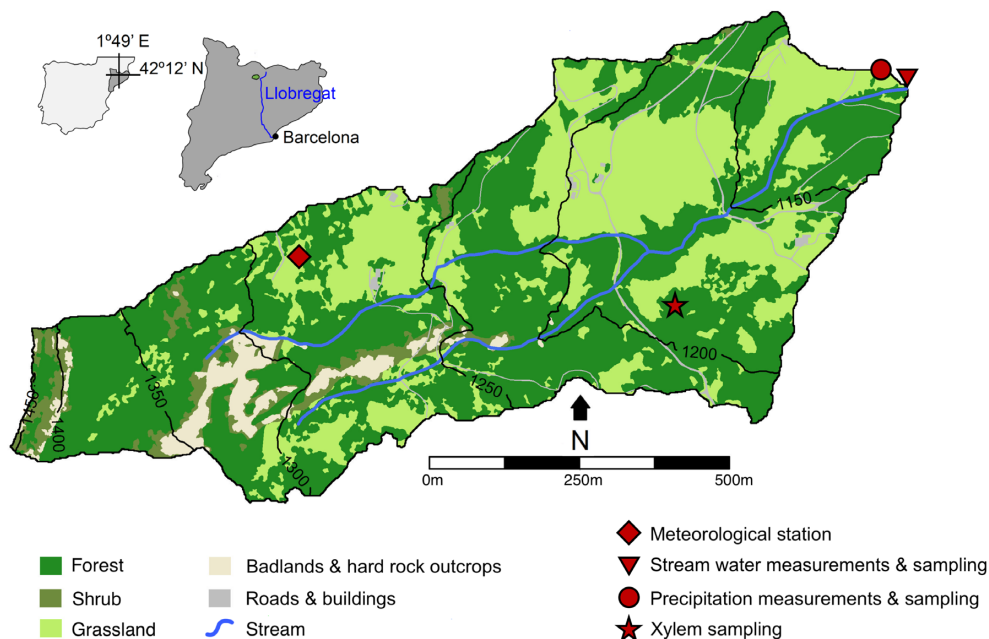 1º49' E
42º12' N
Llobregat
Barcelona
1150
1200
1250
1300
1350
1400
1450
N
0m 250m 500m
Forest
Shrub
Grassland
Badlands & hard rock outcrops
Roads & buildings
Stream
Meteorological station
Stream water measurements & sampling
Precipitation measurements & sampling
Xylem sampling